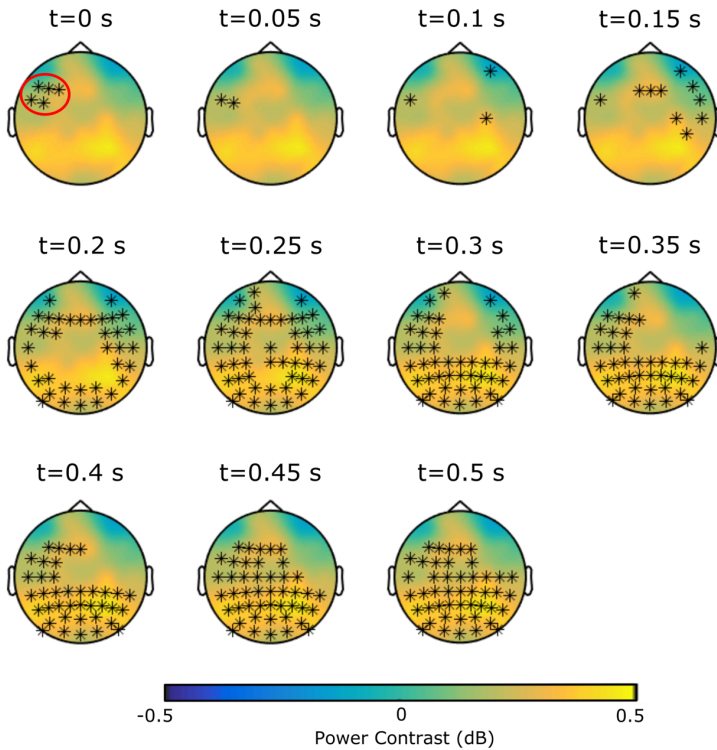 t=0 s t=0.05 s t=0.1 s t=0.15 s
t=0.2 s t=0.25 s t=0.3 s t=0.35 s
t=0.4 s t=0.45 s t=0.5 s
-0.5 0 0.5
Power Contrast (dB)